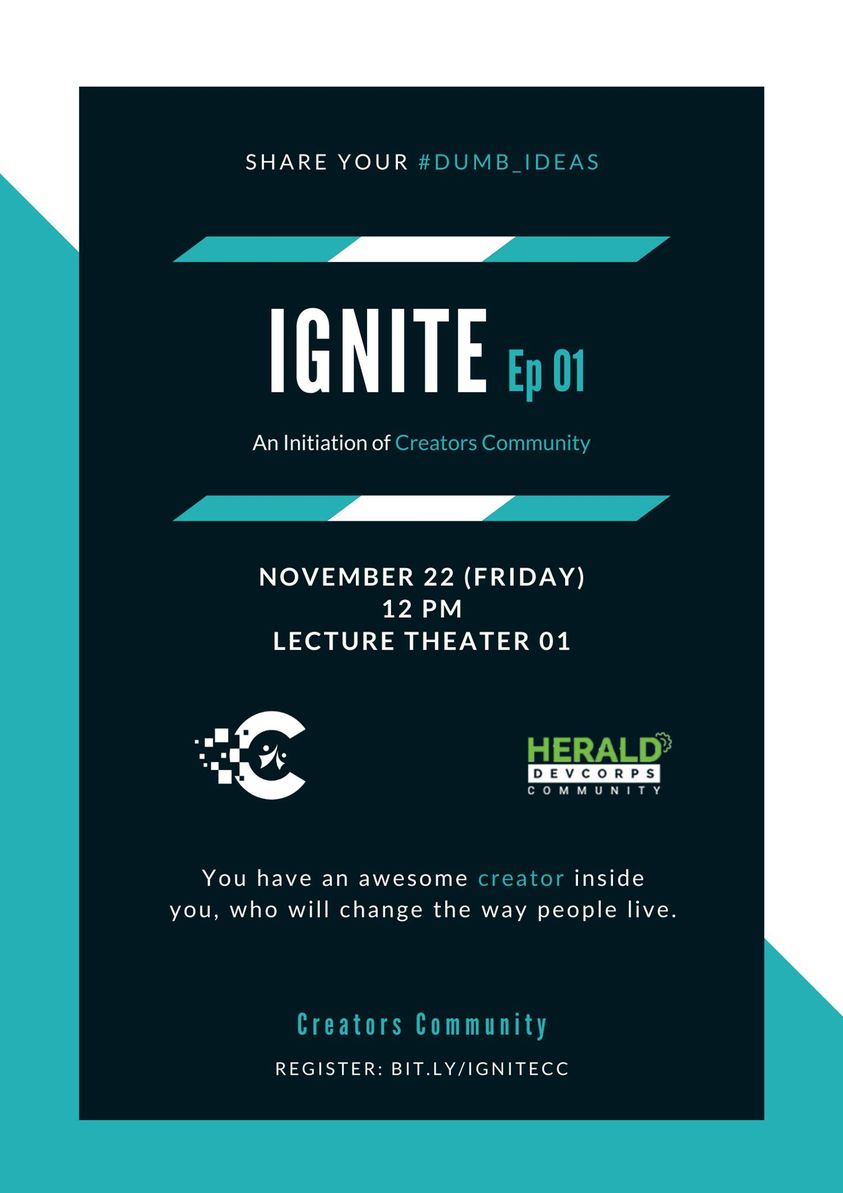 SHARE YOUR #DUMB_IDEAS
IGNITE Ep 01
An Initiation of Creators Community
NOVEMBER 22 (FRIDAY)
12 PM
LECTURE THEATER 01
HERALD
DEVCORPS
COMMUNITY
You have an awesome creator inside
you, who will change the way people live.
Creators Community
REGISTER: BIT.LY/IGNITECC